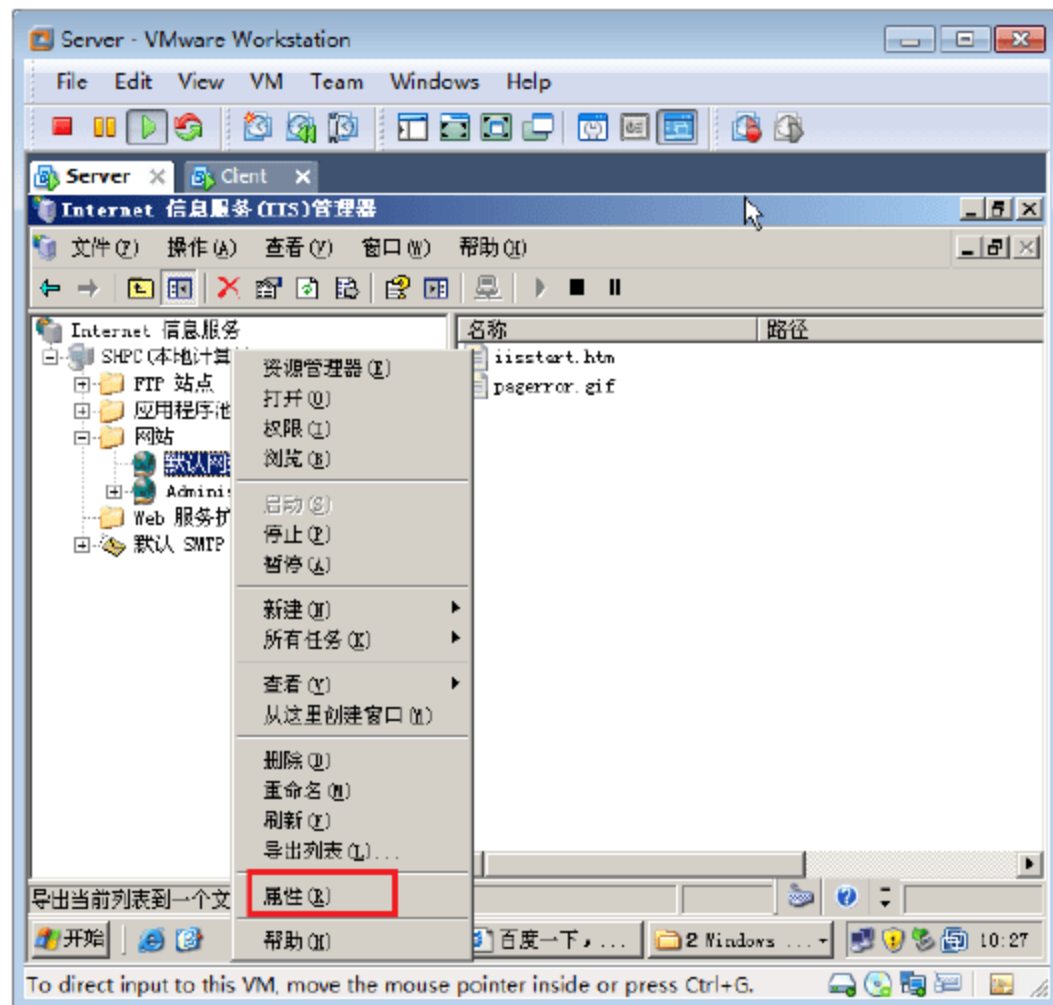 Server - VMware Workstation
File Edit View VM Team Windows Help
Server Client
Internet 信息服务(IIS)管理器
文件(F) 操作(A) 查看(V) 窗口(W) 帮助(H)
Internet 信息服务
SHPC(本地计算
FTP 站点
应用程序池
网站
默认网
Adminis
Web 服务扩
默认 SMTP
名称 路径
iisstart.htm
pagerror.gif
资源管理器(E)
打开(O)
权限(I)
浏览(B)
启动(S)
停止(P)
暂停(A)
新建(N)
所有任务(K)
查看(V)
从这里创建窗口(W)
删除(D)
重命名(M)
刷新(F)
导出列表(L)...
属性(R)
帮助(H)
导出当前列表到一个文
开始 百度一下,... 2 Windows ... 10:27
To direct input to this VM, move the mouse pointer inside or press Ctrl+G.